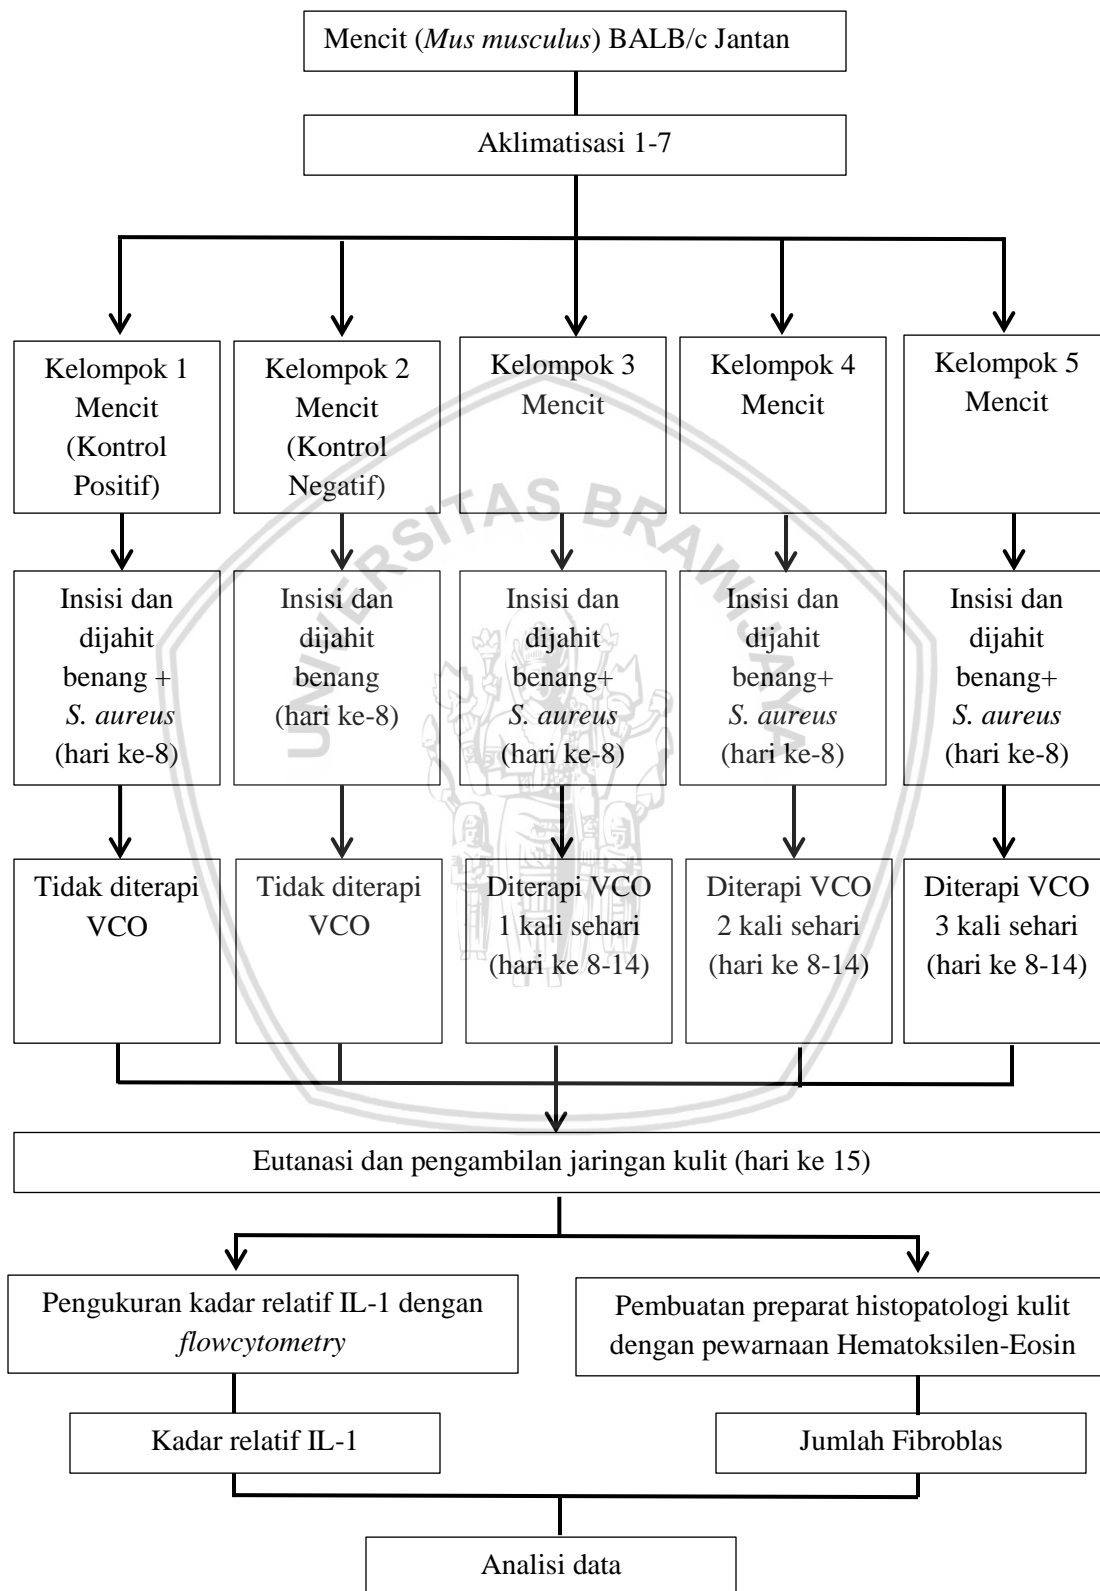 Mencit (Mus musculus) BALB/c Jantan
Aklimatisasi 1-7
Kelompok 1
Mencit
(Kontrol
Positif)
Kelompok 2
Mencit
(Kontrol
Negatif)
Kelompok 3
Mencit
Kelompok 4
Mencit
Kelompok 5
Mencit
UNIVERSITAS BRAWIJAYA
Insisi dan
dijahit
benang +
S. aureus
(hari ke-8)
Insisi dan
dijahit
benang
(hari ke-8)
Insisi dan
dijahit
benang+
S. aureus
(hari ke-8)
Insisi dan
dijahit
benang+
S. aureus
(hari ke-8)
Insisi dan
dijahit
benang+
S. aureus
(hari ke-8)
Tidak diterapi
VCO
Tidak diterapi
VCO
Diterapi VCO
1 kali sehari
(hari ke 8-14)
Diterapi VCO
2 kali sehari
(hari ke 8-14)
Diterapi VCO
3 kali sehari
(hari ke 8-14)
Eutanasi dan pengambilan jaringan kulit (hari ke 15)
Pengukuran kadar relatif IL-1 dengan
flowcytometry
Pembuatan preparat histopatologi kulit
dengan pewarnaan Hematoksilen-Eosin
Kadar relatif IL-1
Jumlah Fibroblas
Analisi data